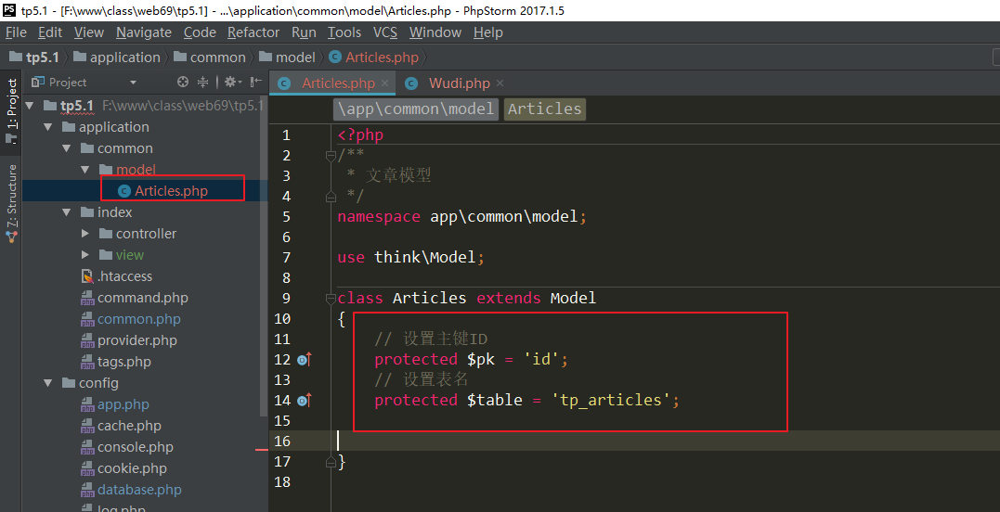 PS tp5.1 - [F:\www\class\web69\tp5.1] - ...\application\common\model\Articles.php - PhpStorm 2017.1.5
File Edit View Navigate Code Refactor Run Tools VCS Window Help
tp5.1 application common model Articles.php
1: Project
7: Structure
Project
tp5.1 F:\www\class\web69\tp5.1
application
common
model
Articles.php
index
controller
view
.htaccess
command.php
common.php
provider.php
tags.php
config
app.php
cache.php
console.php
cookie.php
database.php
log.php
Articles.php × Wudi.php ×
\app\common\model Articles
1 <?php
2 /**
3 * 文章模型
4 */
5 namespace app\common\model;
6
7 use think\Model;
8
9 class Articles extends Model
10 {
11 // 设置主键ID
12 protected $pk = 'id';
13 // 设置表名
14 protected $table = 'tp_articles';
15
16
17 }
18